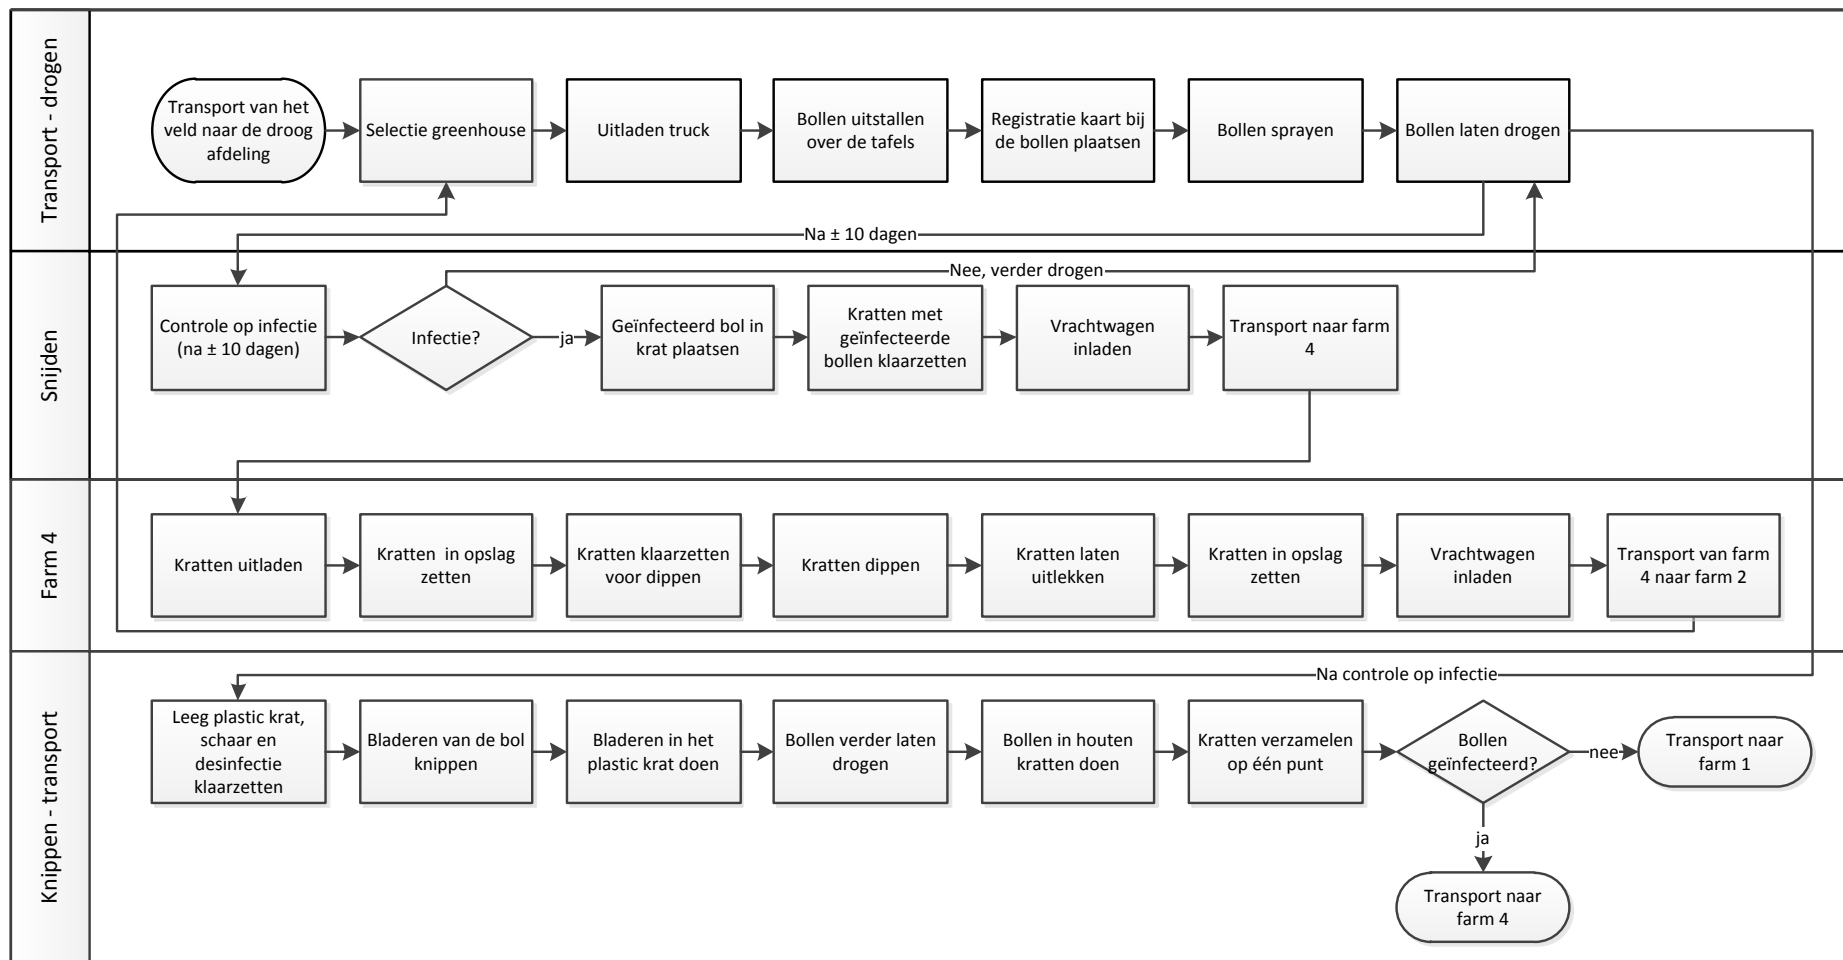 Transport - drogen
Transport van het
veld naar de droog
afdeling
Selectie greenhouse
Uitladen truck
Bollen uitstallen
over de tafels
Registratie kaart bij
de bollen plaatsen
Bollen sprayen
Bollen laten drogen
Na ± 10 dagen
Snijden
Nee, verder drogen
Controle op infectie
(na ± 10 dagen)
Infectie?
ja
Geïnfecteerd bol in
krat plaatsen
Kratten met
geïnfecteerde
bollen klaarzetten
Vrachtwagen
inladen
Transport naar farm
4
Farm 4
Kratten uitladen
Kratten in opslag
zetten
Kratten klaarzetten
voor dippen
Kratten dippen
Kratten laten
uitlekken
Kratten in opslag
zetten
Vrachtwagen
inladen
Transport van farm
4 naar farm 2
Knippen - transport
Na controle op infectie
Leeg plastic krat,
schaar en
desinfectie
klaarzetten
Bladeren van de bol
knippen
Bladeren in het
plastic krat doen
Bollen verder laten
drogen
Bollen in houten
kratten doen
Kratten verzamelen
op één punt
Bollen
geïnfecteerd?
nee
Transport naar
farm 1
ja
Transport naar
farm 4